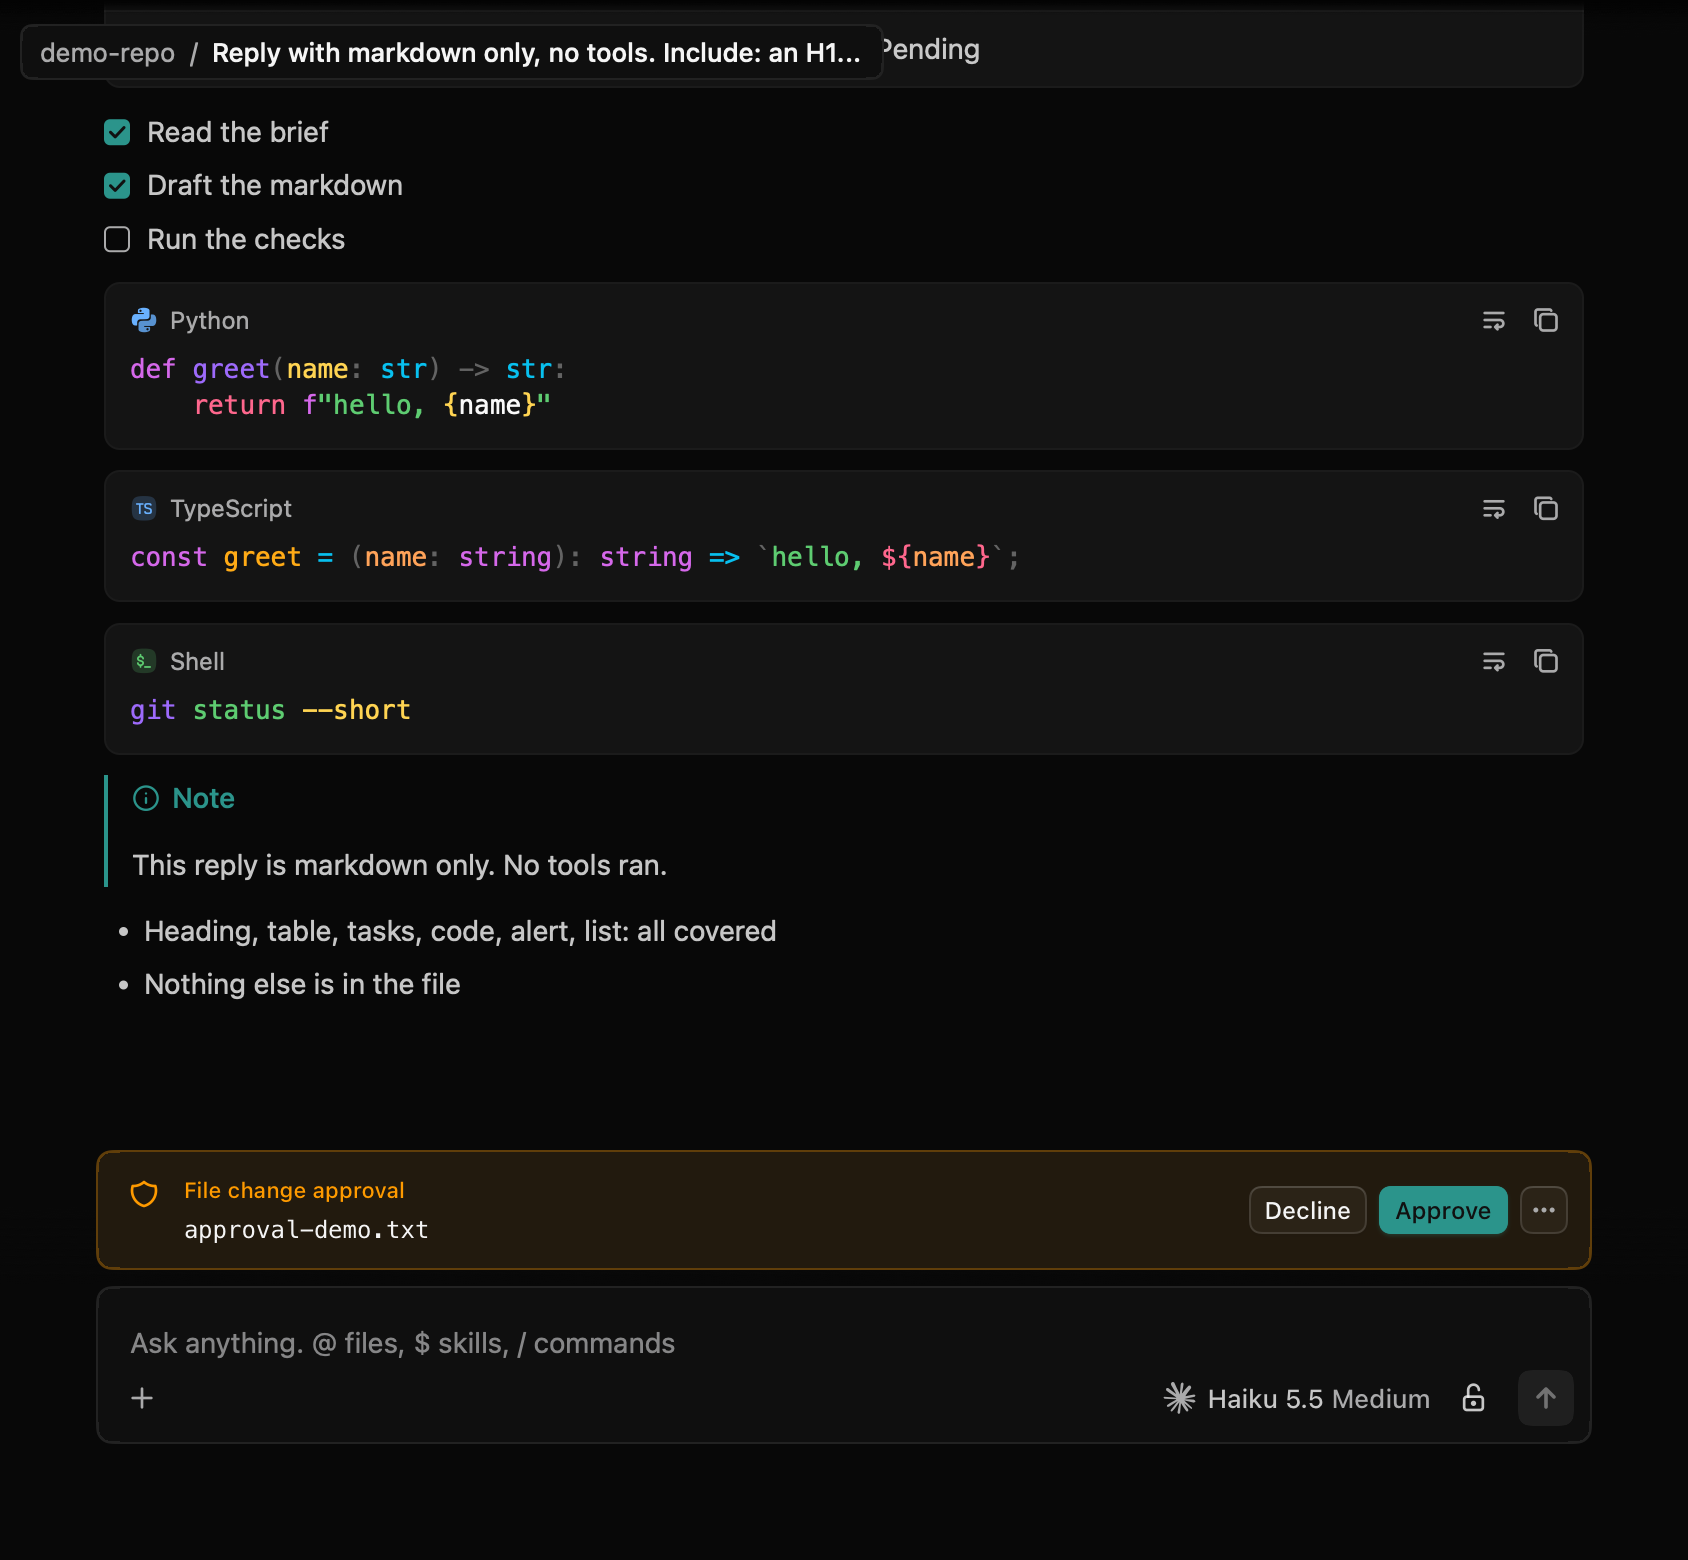 demo-repo / Reply with markdown only, no tools. Include: an H1...
Pending
Read the brief
Draft the markdown
Run the checks
Python
def greet(name: str) -> str:
    return f"hello, {name}"
TS TypeScript
const greet = (name: string): string => `hello, ${name}`;
$_ Shell
git status --short
Note
This reply is markdown only. No tools ran.
• Heading, table, tasks, code, alert, list: all covered
• Nothing else is in the file
File change approval
approval-demo.txt
Decline Approve ...
Ask anything. @ files, $ skills, / commands
+ Haiku 5.5 Medium